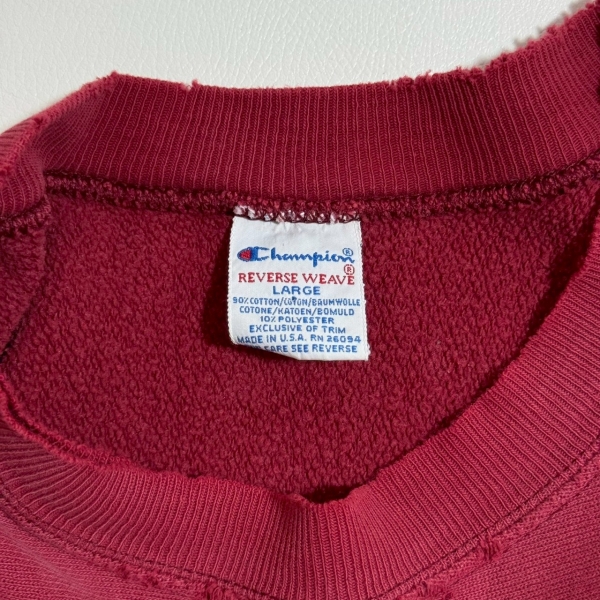 Champion®
REVERSE WEAVE®
LARGE
90% COTTON/COTON/BAUMWOLLE
COTONE/KATOEN/BOMULD
10% POLYESTER
EXCLUSIVE OF TRIM
MADE IN U.S.A. RN 26094
CARE SEE REVERSE